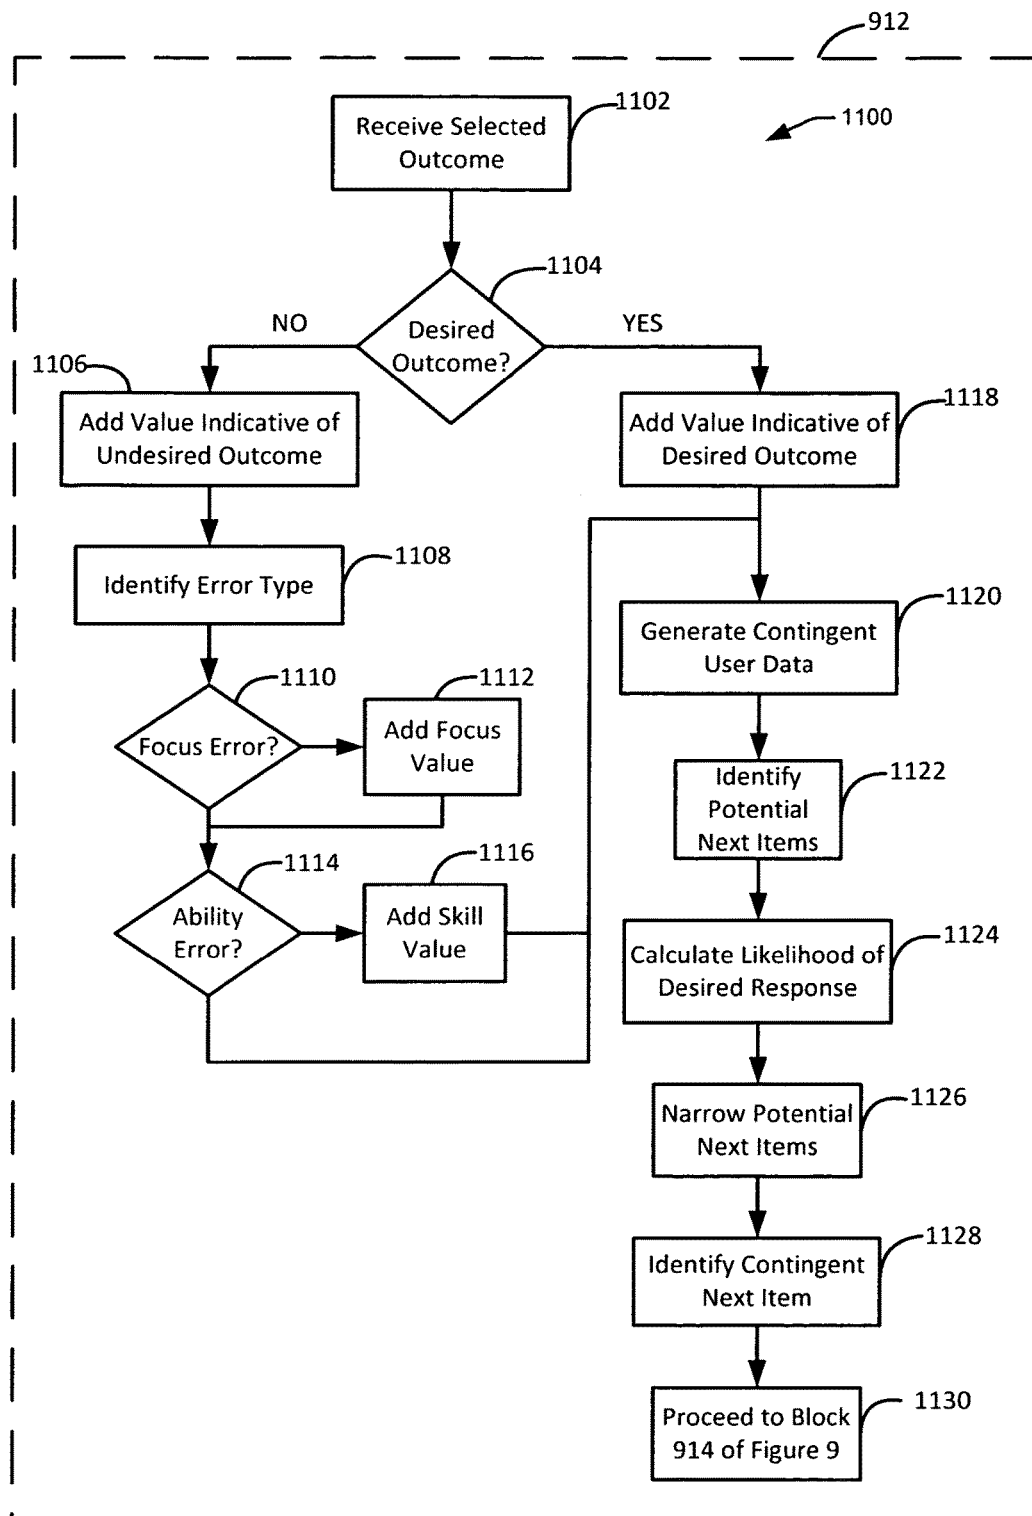 912
1102
1100
Receive Selected
Outcome
1104
NO
YES
Desired
Outcome?
1106
1118
Add Value Indicative of
Undesired Outcome
Add Value Indicative of
Desired Outcome
1108
Identify Error Type
1120
Generate Contingent
User Data
1110
1112
Focus Error?
Add Focus
Value
1122
Identify
Potential
Next Items
1114
1116
Ability
Error?
Add Skill
Value
1124
Calculate Likelihood of
Desired Response
1126
Narrow Potential
Next Items
1128
Identify Contingent
Next Item
1130
Proceed to Block
914 of Figure 9